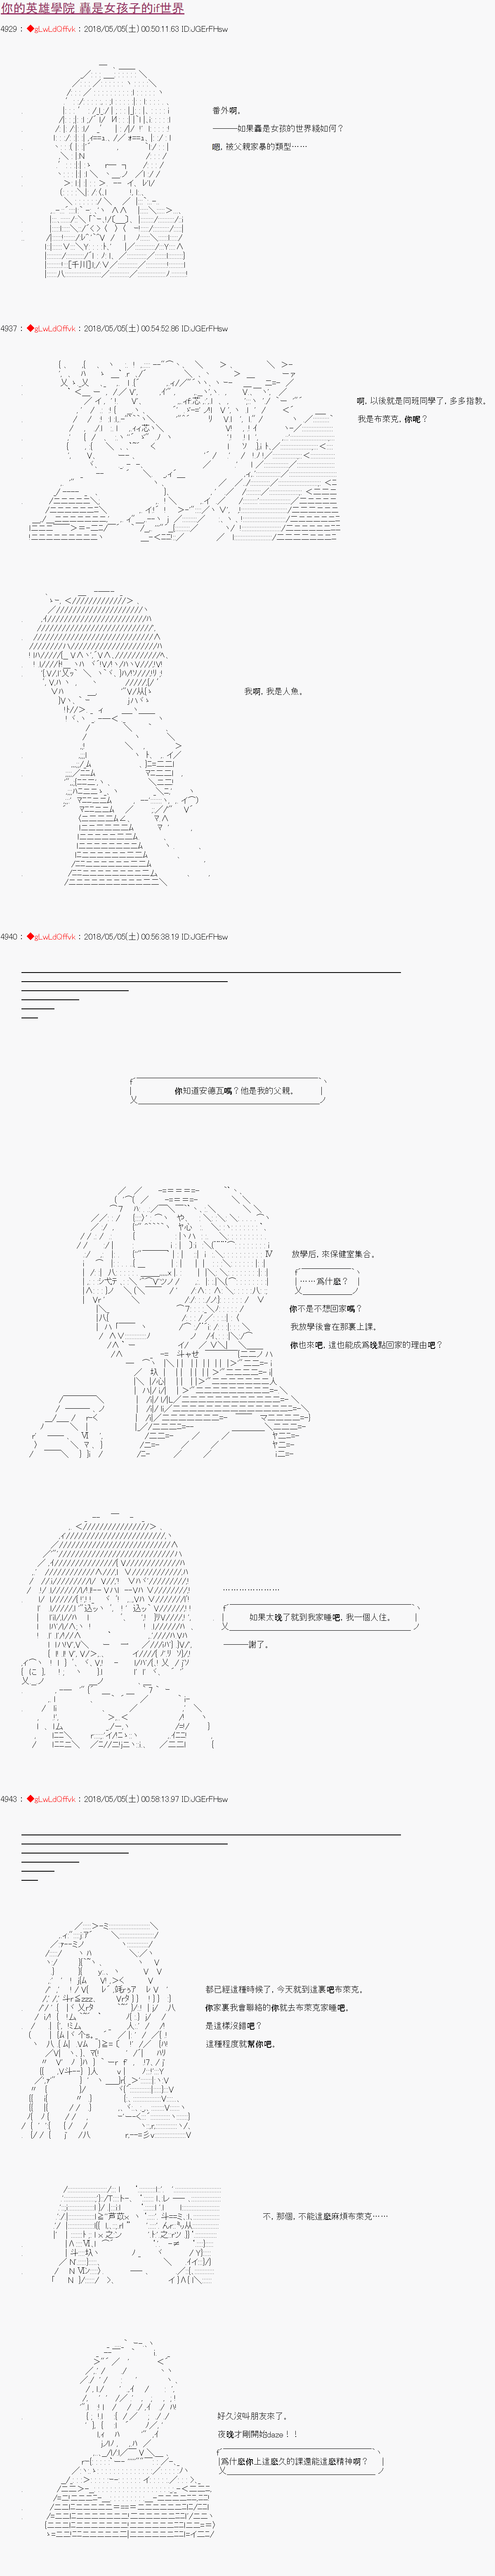 你的英雄學院 轟是女孩子的if世界
4929 : ◆gLwLdOffvk : 2018/05/05(土) 00:50:11.63 ID:JGErFHsw
番外啊。
───如果轟是女孩的世界綫如何？
嗯, 被父親家暴的類型……
4937 : ◆gLwLdOffvk : 2018/05/05(土) 00:54:52.86 ID:JGErFHsw
啊, 以後就是同班同學了, 多多指教。
我是布萊克, 你呢？
我啊, 我是人魚。
4940 : ◆gLwLdOffvk : 2018/05/05(土) 00:56:38.19 ID:JGErFHsw
你知道安德瓦嗎？他是我的父親。
放學后, 來保健室集合。
……爲什麽？
你是不是不想回家嗎？
我放學後會在那裏上課。
你也來吧, 這也能成爲晚點回家的理由吧？
…………………
如果太晚了就到我家睡吧, 我一個人住。
───謝了。
4943 : ◆gLwLdOffvk : 2018/05/05(土) 00:58:13.97 ID:JGErFHsw
都已經這種時候了, 今天就到這裏吧布萊克。
你家裏我會聯絡的你就去布萊克家睡吧。
是這樣沒錯吧？
這種程度就幫你吧。
不, 那個, 不能這麽麻煩布萊克……
好久沒叫朋友來了。
夜晚才剛開始daze！！
爲什麽你上這麽久的課還能這麽精神啊？